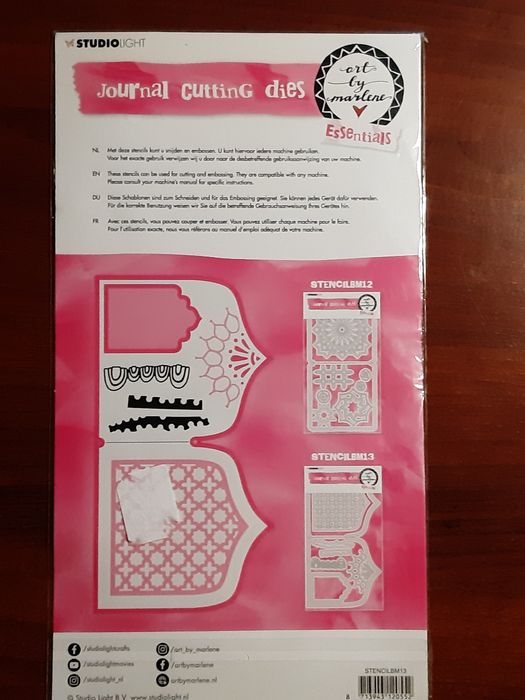 STUDIOLIGHT
Journal Cutting dies
art
by
marlene
Essentials
NL Met deze stencils kunt u snijden en embossen. U kunt hiervoor iedere machine gebruiken.
Voor het exacte gebruik verwijzen wij u door naar de desbetreffende gebruiksaanwijzing van uw machine.
EN These stencils can be used for cutting and embossing. They are compatible with any machine.
Please consult your machine's manual for specific instructions.
DU Diese Schablonen sind zum Schneiden und für das Embossing geeignet. Sie können jedes Gerät dafür verwenden.
Für die korrekte Benutzung weisen wir Sie auf die betreffende Gebrauchsanweisung Ihres Gerätes hin.
FR Avec ces stencils, vous pouvez couper et embosser. Vous pouvez utiliser chaque machine pour le faire.
Pour l'utilisation exacte, nous vous référons au manuel d'emploi adequat de votre machine.
STENCILBM12
STENCILBM13
/studiolightcrafts
/art_by_marlene
/studiolightmovies
/artbymarlene
/studiolight_nl
/artbymarlene.nl
© Studio Light B.V. www.studiolight.nl
STENCILBM13
8 713943 120552